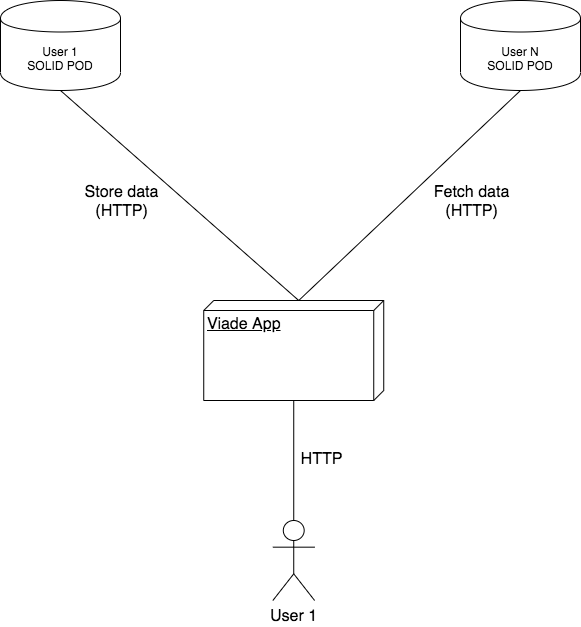 User 1
SOLID POD
User N
SOLID POD
Store data
(HTTP)
Fetch data
(HTTP)
Viade App
HTTP
User 1